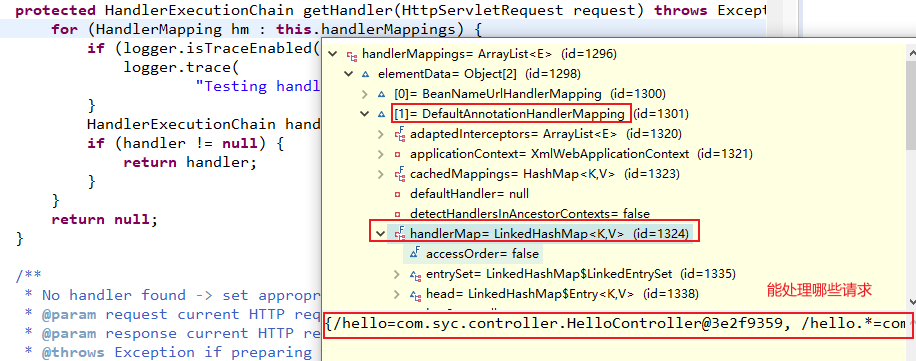 protected HandlerExecutionChain getHandler(HttpServletRequest request) throws Excep
for (HandlerMapping hm : this.handlerMappings) {
if (logger.isTraceEnabled(
logger.trace(
"Testing handl
}
HandlerExecutionChain hand
if (handler != null) {
return handler;
}
}
return null;
}
/**
* No handler found -> set appropr
* @param request current HTTP req
* @param response current HTTP re
* @throws Exception if preparing
handlerMappings= ArrayList<E> (id=1296)
elementData= Object[2] (id=1298)
[0]= BeanNameUrlHandlerMapping (id=1300)
[1]= DefaultAnnotationHandlerMapping (id=1301)
adaptedInterceptors= ArrayList<E> (id=1320)
applicationContext= XmlWebApplicationContext (id=1321)
cachedMappings= HashMap<K,V> (id=1323)
defaultHandler= null
detectHandlersInAncestorContexts= false
handlerMap= LinkedHashMap<K,V> (id=1324)
accessOrder= false
entrySet= LinkedHashMap$LinkedEntrySet (id=1335)
head= LinkedHashMap$Entry<K,V> (id=1338)
能处理哪些请求
{/hello=com.syc.controller.HelloController@3e2f9359, /hello.*=com